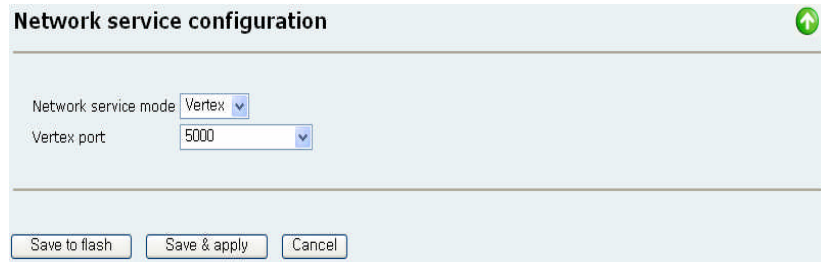 Network service configuration
Network service mode Vertex
Vertex port 5000
Save to flash Save & apply Cancel